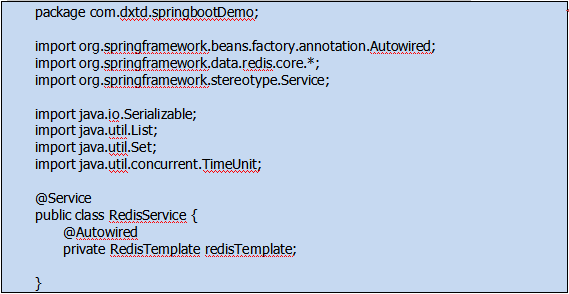 package com.dxtd.springbootDemo;
import org.springframework.beans.factory.annotation.Autowired;
import org.springframework.data.redis.core.*;
import org.springframework.stereotype.Service;
import java.io.Serializable;
import java.util.List;
import java.util.Set;
import java.util.concurrent.TimeUnit;
@Service
public class RedisService {
@Autowired
private RedisTemplate redisTemplate;
}